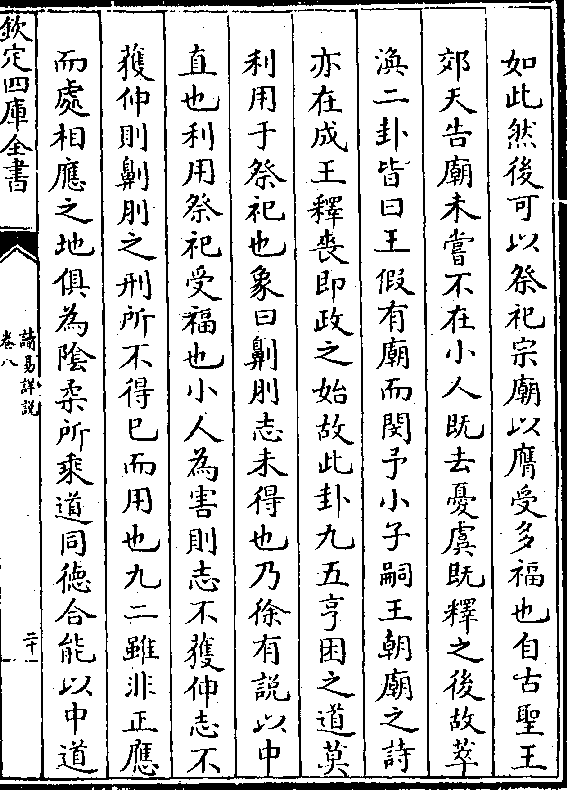 如此然後可以祭祀宗廟以膺受多福也自古聖王
郊天告廟未嘗不在小人既去憂虞既釋之後故萃
渙二卦皆曰王假有廟而閔予小子嗣王朝廟之詩
亦在成王釋喪即政之始故此卦九五亨困之道莫
利用于祭祀也象曰劓刖志未得也乃徐有說以中
直也利用祭祀受福也小人為害則志不獲伸志不
獲伸則劓刖之刑所不得已而用也九二雖非正應
而處相應之地俱為陰柔所乘道同德合能以中道
欽定四庫全書
讀易詳說
卷八
二十一